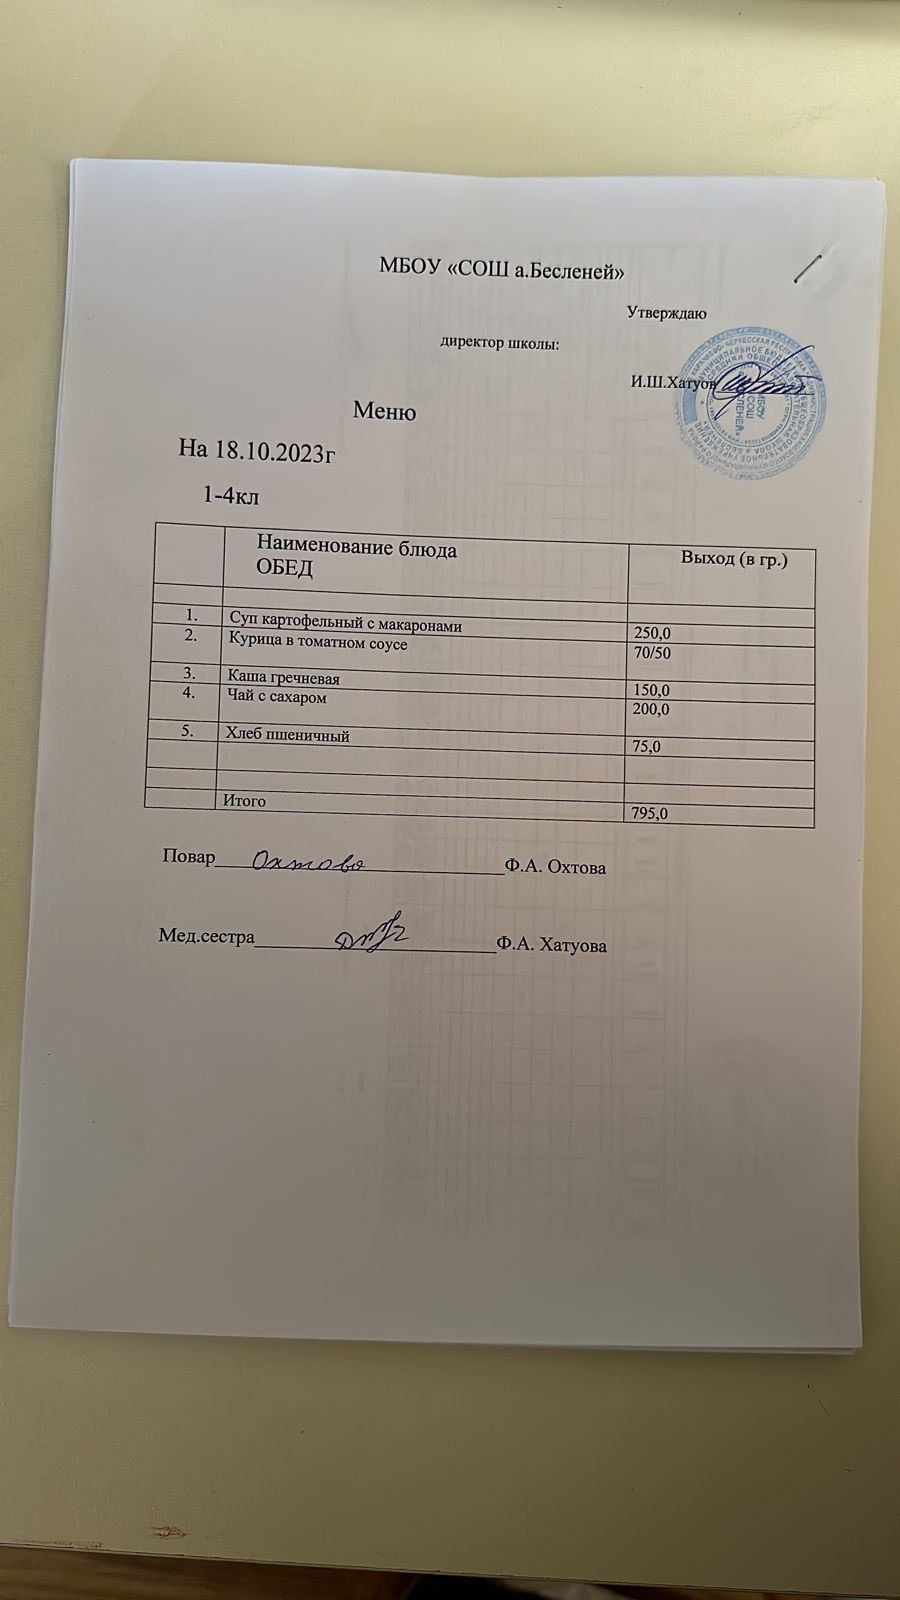 МБОУ «СОШ а.Бесленей»
Утверждаю
директор школы:
И.Ш.Хатуов
МБОУ
СОШ
Меню
На 18.10.2023г
1-4кл
Наименование блюда Выход (в гр.)
ОБЕД
1. Суп картофельный с макаронами 250,0
2. Курица в томатном соусе 70/50
3. Каша гречневая 150,0
4. Чай с сахаром 200,0
5. Хлеб пшеничный 75,0
Итого 795,0
Повар Охтова Ф.А. Охтова
Мед.сестра Ф.А. Хатуова